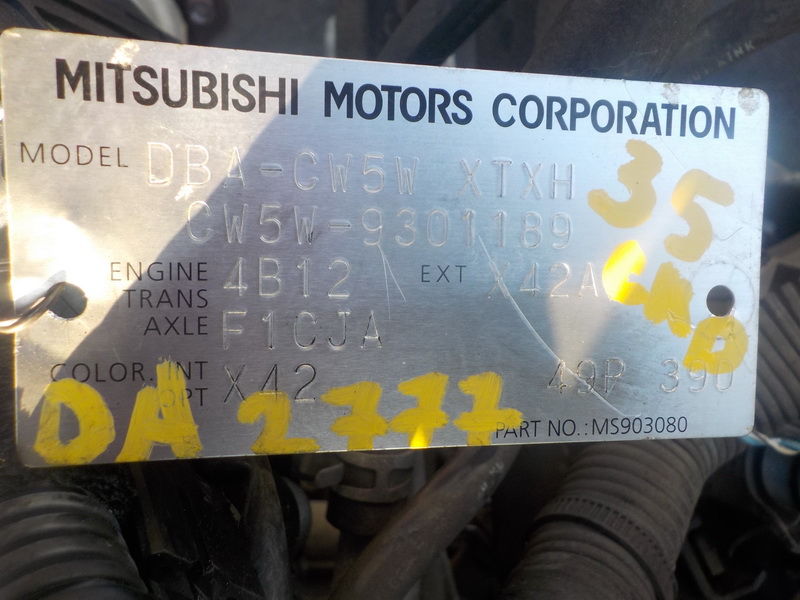 MITSUBISHI MOTORS CORPORATION
MODEL DBA-CW5W XTXH
35
CW5W-9301189
ENGINE 4B12 EXT X42A
TRANS AXLE F1CJA
COLOR.INT OPT X42 49P 390
DA 2777
PART NO.: MS903080